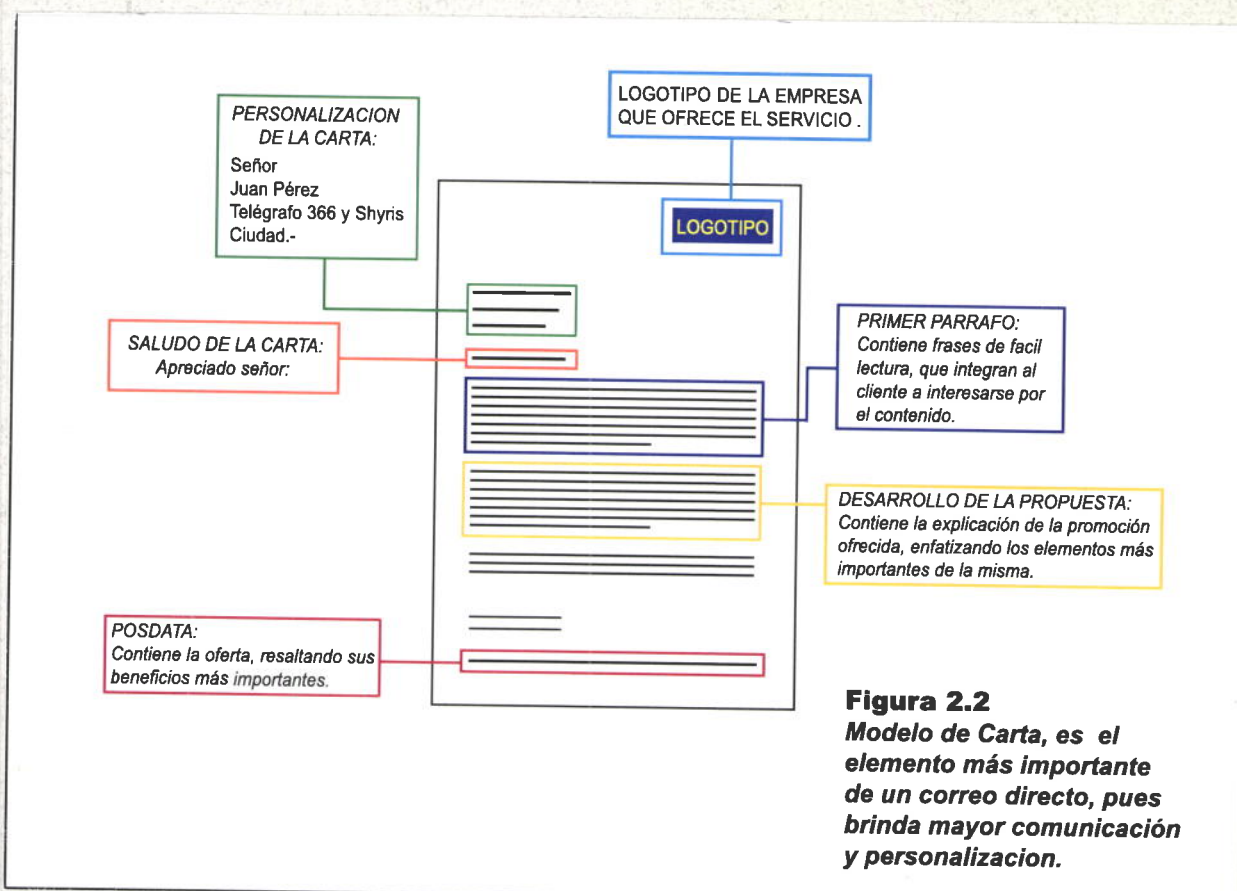 LOGOTIPO DE LA EMPRESA
QUE OFRECE EL SERVICIO .
PERSONALIZACION
DE LA CARTA:
Señor
Juan Pérez
Telégrafo 366 y Shyris
Ciudad.-
LOGOTIPO
SALUDO DE LA CARTA:
Apreciado señor:
PRIMER PARRAFO:
Contiene frases de facil
lectura, que integran al
cliente a interesarse por
el contenido.
DESARROLLO DE LA PROPUESTA:
Contiene la explicación de la promoción
ofrecida, enfatizando los elementos más
importantes de la misma.
POSDATA:
Contiene la oferta, resaltando sus
beneficios más importantes.
Figura 2.2
Modelo de Carta, es el
elemento más importante
de un correo directo, pues
brinda mayor comunicación
y personalizacion.